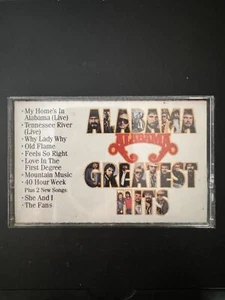 · My Home's In
Alabama (Live)
· Tennessee River
(Live)
· Why Lady Why
· Old Flame
· Feels So Right
· Love In The
First Degree
· Mountain Music
· 40 Hour Week
Plus 2 New Songs
· She And I
· The Fans
ALABAMA
ALABAMA
GREATEST
HITS